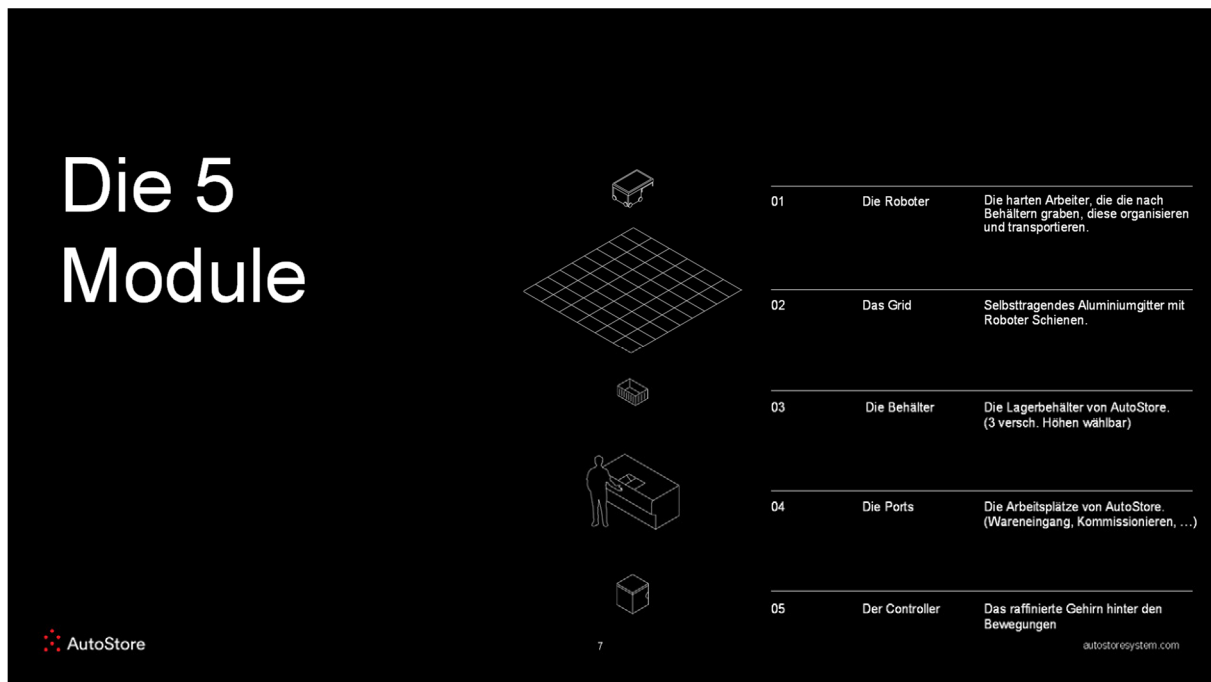 Die 5
Module
01 Die Roboter Die harten Arbeiter, die die nach
Behältern graben, diese organisieren
und transportieren.
02 Das Grid Selbsttragendes Aluminiumgitter mit
Roboter Schienen.
03 Die Behälter Die Lagerbehälter von AutoStore.
(3 versch. Höhen wählbar)
04 Die Ports Die Arbeitsplätze von AutoStore.
(Wareneingang, Kommissionieren, …)
05 Der Controller Das raffinierte Gehirn hinter den
Bewegungen
AutoStore
7
autostoresystem.com